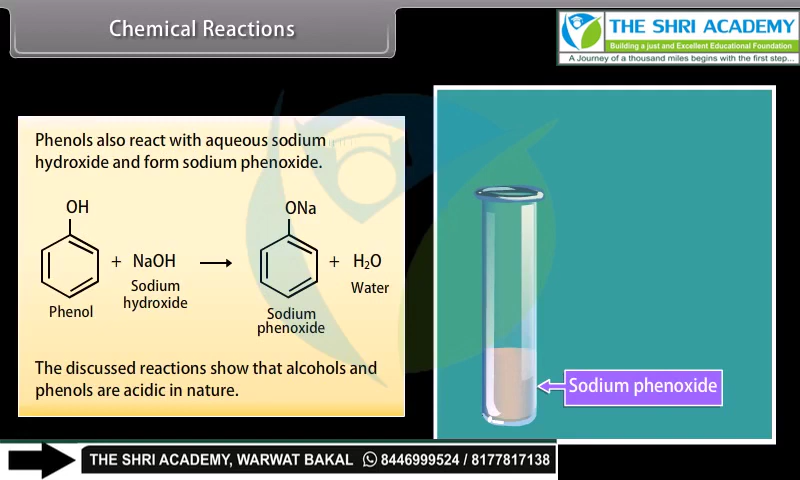 Chemical Reactions
THE SHRI ACADEMY
Building a just and Excellent Educational Foundation
A Journey of a thousand miles begins with the first step...
Phenols also react with aqueous sodium
hydroxide and form sodium phenoxide.
OH
ONa
+ NaOH
+ H₂O
Sodium
hydroxide
Water
Phenol
Sodium
phenoxide
The discussed reactions show that alcohols and
phenols are acidic in nature.
Sodium phenoxide
THE SHRI ACADEMY, WARWAT BAKAL 8446999524 / 8177817138